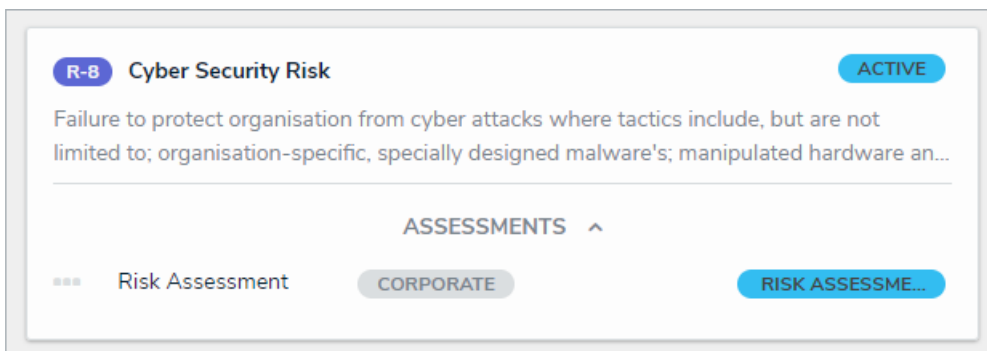 R-8 Cyber Security Risk ACTIVE
Failure to protect organisation from cyber attacks where tactics include, but are not
limited to; organisation-specific, specially designed malware's; manipulated hardware an...
ASSESSMENTS
Risk Assessment CORPORATE RISK ASSESSME...